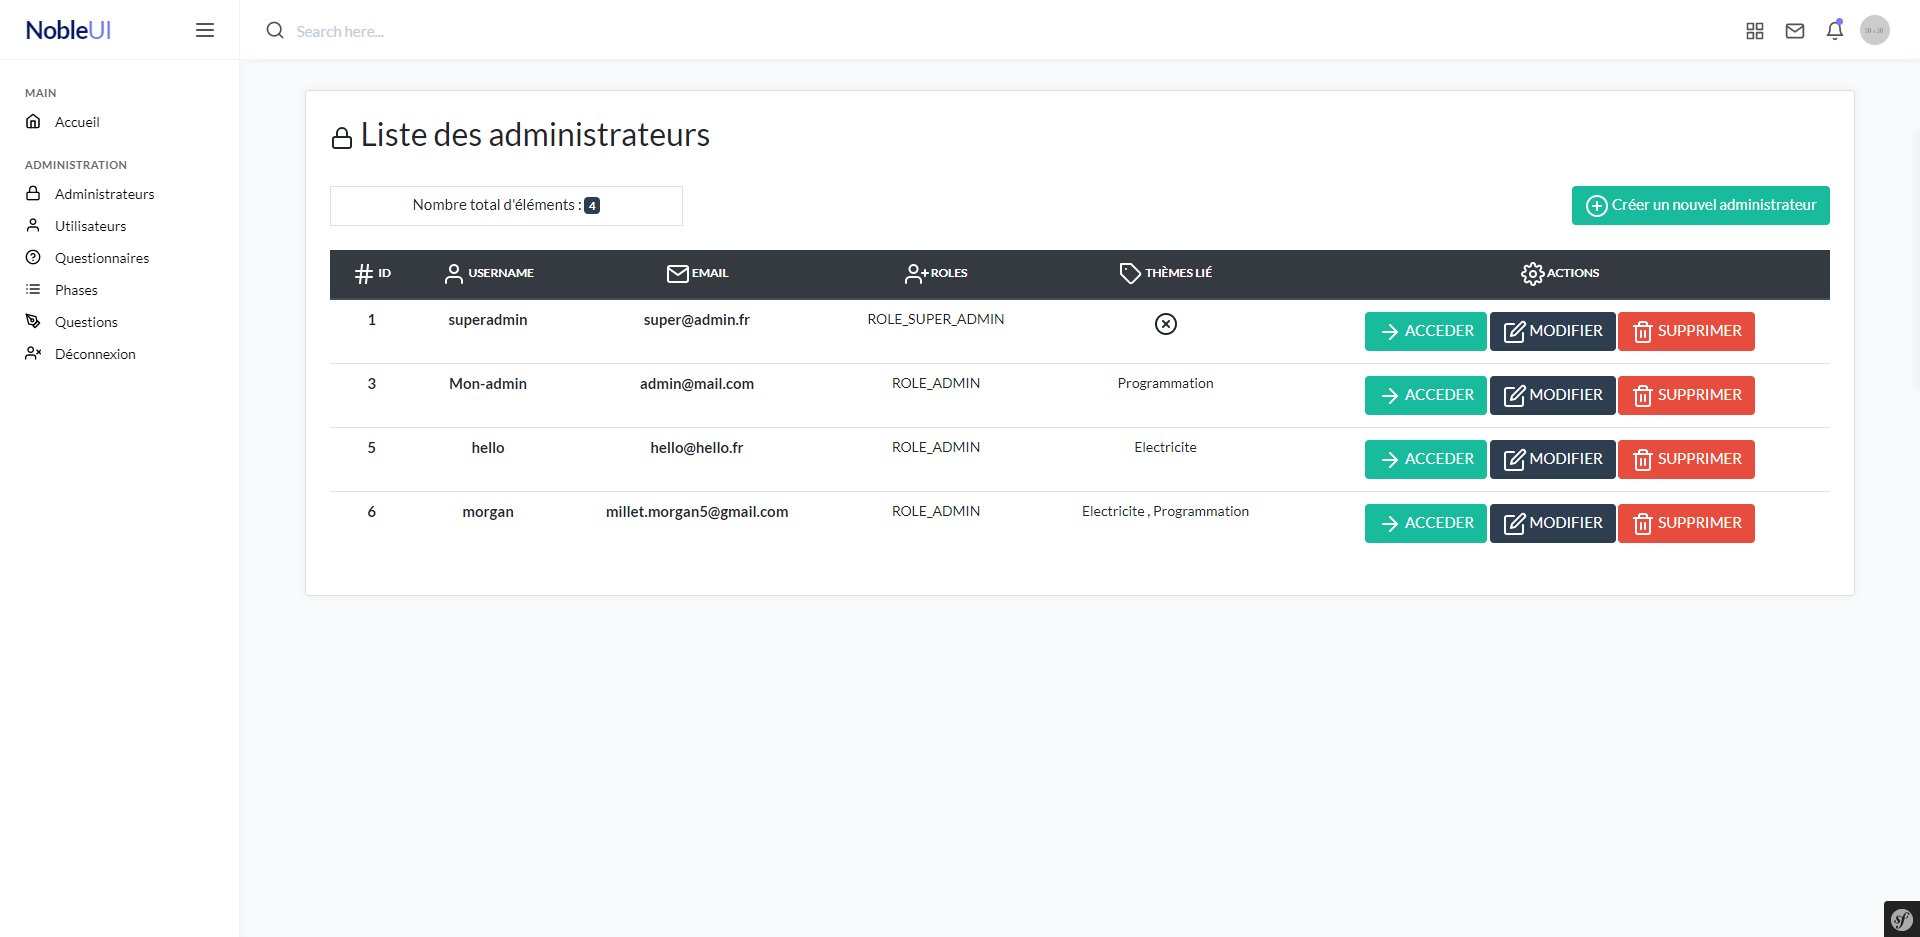 NobleUI
Search here...
MAIN
Accueil
ADMINISTRATION
Administrateurs
Utilisateurs
Questionnaires
Phases
Questions
Déconnexion
Liste des administrateurs
Nombre total d'éléments : 4
Créer un nouvel administrateur
ID USERNAME EMAIL ROLES THÈMES LIÉ ACTIONS
1 superadmin super@admin.fr ROLE_SUPER_ADMIN ACCEDER MODIFIER SUPPRIMER
3 Mon-admin admin@mail.com ROLE_ADMIN Programmation ACCEDER MODIFIER SUPPRIMER
5 hello hello@hello.fr ROLE_ADMIN Electricite ACCEDER MODIFIER SUPPRIMER
6 morgan millet.morgan5@gmail.com ROLE_ADMIN Electricite , Programmation ACCEDER MODIFIER SUPPRIMER
sf